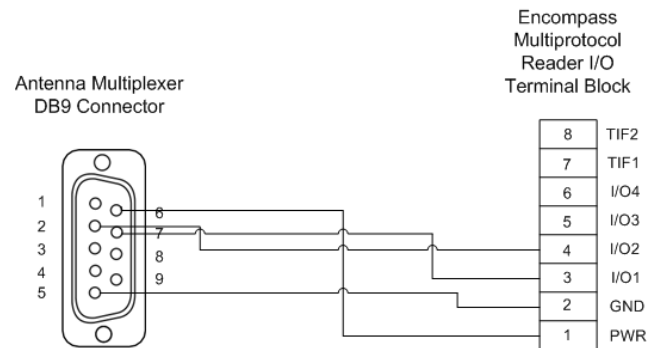 Encompass
Multiprotocol
Reader I/O
Terminal Block
Antenna Multiplexer
DB9 Connector
8 TIF2
7 TIF1
6 I/O4
5 I/O3
4 I/O2
3 I/O1
2 GND
1 PWR
1
2
3
4
5
6
7
8
9